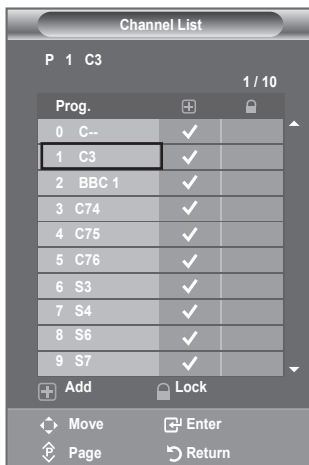 Channel List
P 1 C3
1 / 10
Prog.
0 C--
1 C3
2 BBC 1
3 C74
4 C75
5 C76
6 S3
7 S4
8 S6
9 S7
Add Lock
Move Enter
Page Return